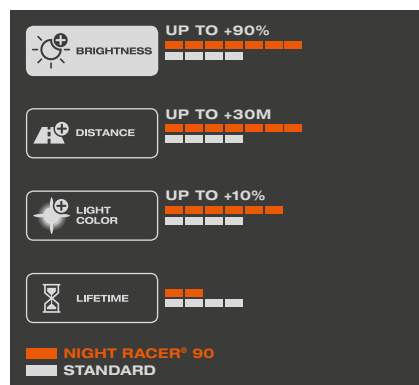 UP TO +90%
BRIGHTNESS
UP TO +30M
DISTANCE
UP TO +10%
LIGHT
COLOR
LIFETIME
NIGHT RACER® 90
STANDARD